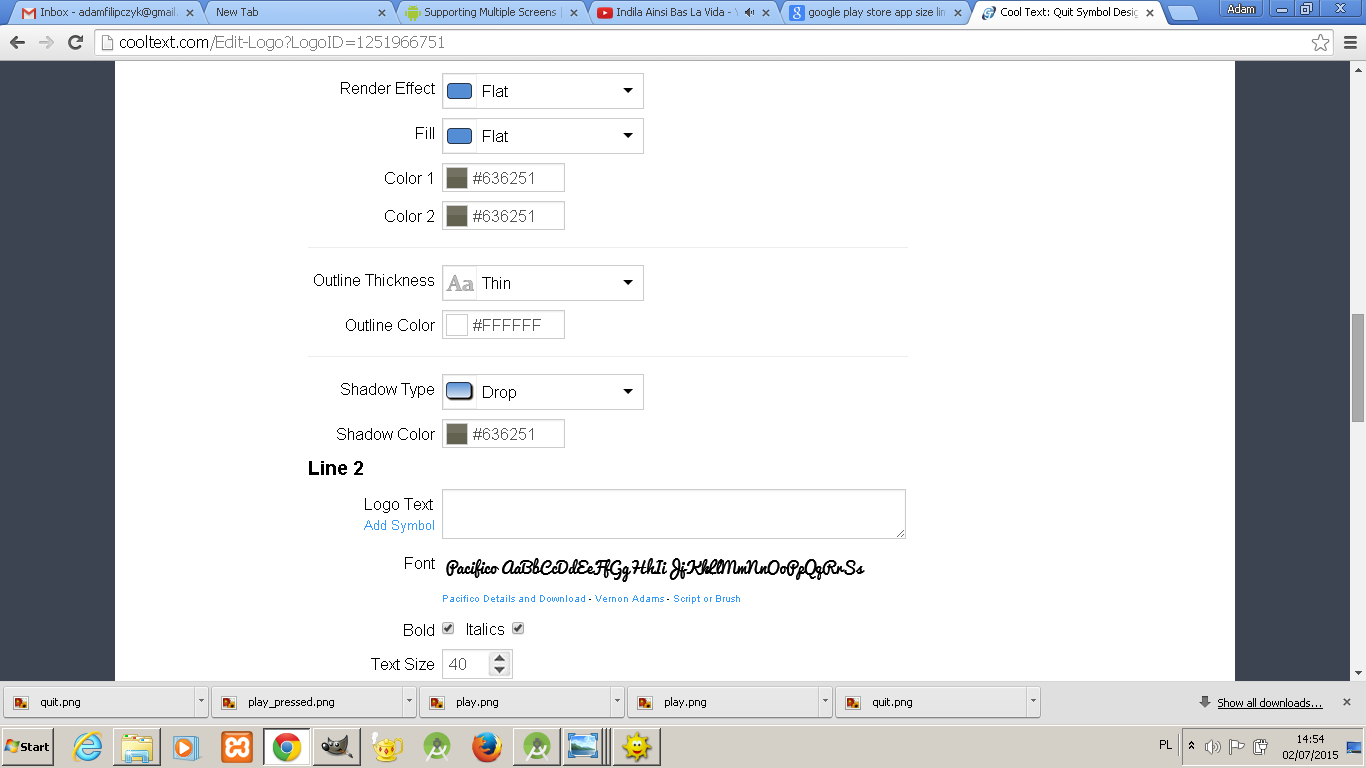 Inbox - adamfilipczyk@gmail.
New Tab
Supporting Multiple Screens |
Indila Ainsi Bas La Vida - Y
google play store app size lin
Cool Text: Quit Symbol Desig
Adam
cooltext.com/Edit-Logo?LogoID=1251966751
Render Effect Flat
Fill Flat
Color 1 #636251
Color 2 #636251
Outline Thickness Aa Thin
Outline Color #FFFFFF
Shadow Type Drop
Shadow Color #636251
Line 2
Logo Text
Add Symbol
Font Pacifico AaBbCcDdEeFfGgHhIiJjKkLlMmNnOoPpQqRrSs
Pacifico Details and Download - Vernon Adams - Script or Brush
Bold Italics
Text Size 40
quit.png
play_pressed.png
play.png
play.png
quit.png
Show all downloads...
Start
PL
14:54
02/07/2015